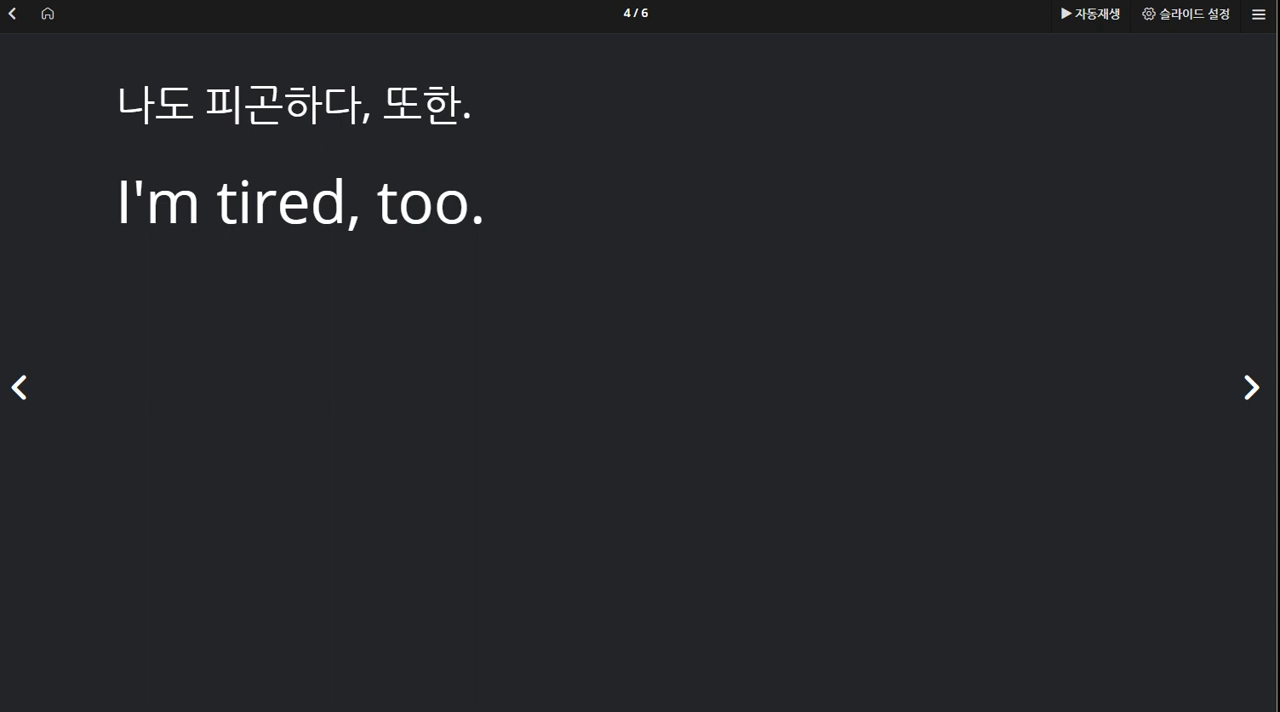 4 / 6
자동재생
슬라이드 설정
나도 피곤하다, 또한.
I'm tired, too.